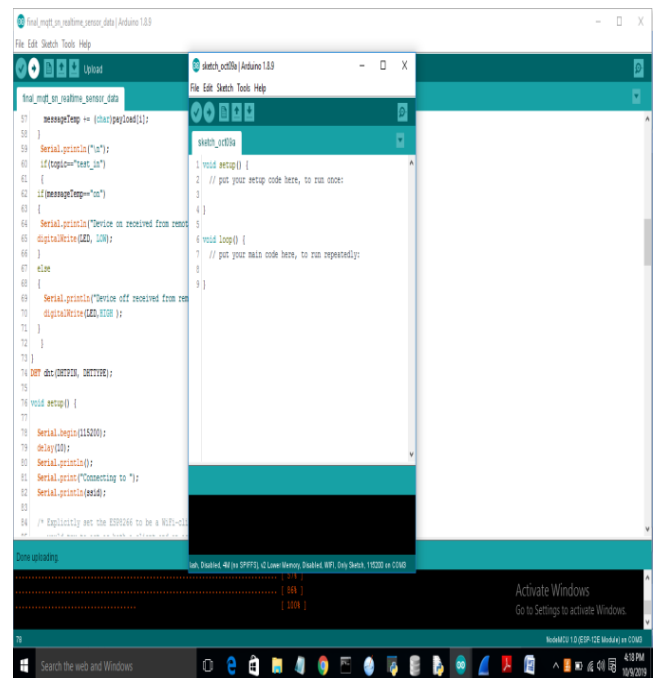 final_mqtt_sn_realtime_sensor_data | Arduino 1.8.9
File Edit Sketch Tools Help
Upload
final_mqtt_sn_realtime_sensor_data
57 messageTemp += (char)payload[i];
58 }
59 Serial.println("\n");
60 if(topic=="test_in")
61 {
62 if(messageTemp=="on")
63 {
64 Serial.println("Device on received from remot
65 digitalWrite(LED, LOW);
66 }
67 else
68 {
69 Serial.println("Device off received from rem
70 digitalWrite(LED,HIGH );
71 }
72 }
73 }
74 DHT dht(DHTPIN, DHTTYPE);
75
76 void setup() {
77
78 Serial.begin(115200);
79 delay(10);
80 Serial.println();
81 Serial.print("Connecting to ");
82 Serial.println(ssid);
83
84 /* Explicitly set the ESP8266 to be a WiFi-cli
sketch_oct09a | Arduino 1.8.9
File Edit Sketch Tools Help
sketch_oct09a
1 void setup() {
2 // put your setup code here, to run once:
3
4 }
5
6 void loop() {
7 // put your main code here, to run repeatedly:
8
9 }
lash, Disabled, 4M (no SPIFFS), v2 Lower Memory, Disabled, WIFI, Only Sketch, 115200 on COM3
Done uploading.
[ 86% ]
[ 100% ]
Activate Windows
Go to Settings to activate Windows.
78
NodeMCU 1.0 (ESP-12E Module) on COM3
Search the web and Windows
4:18 PM
10/9/2019